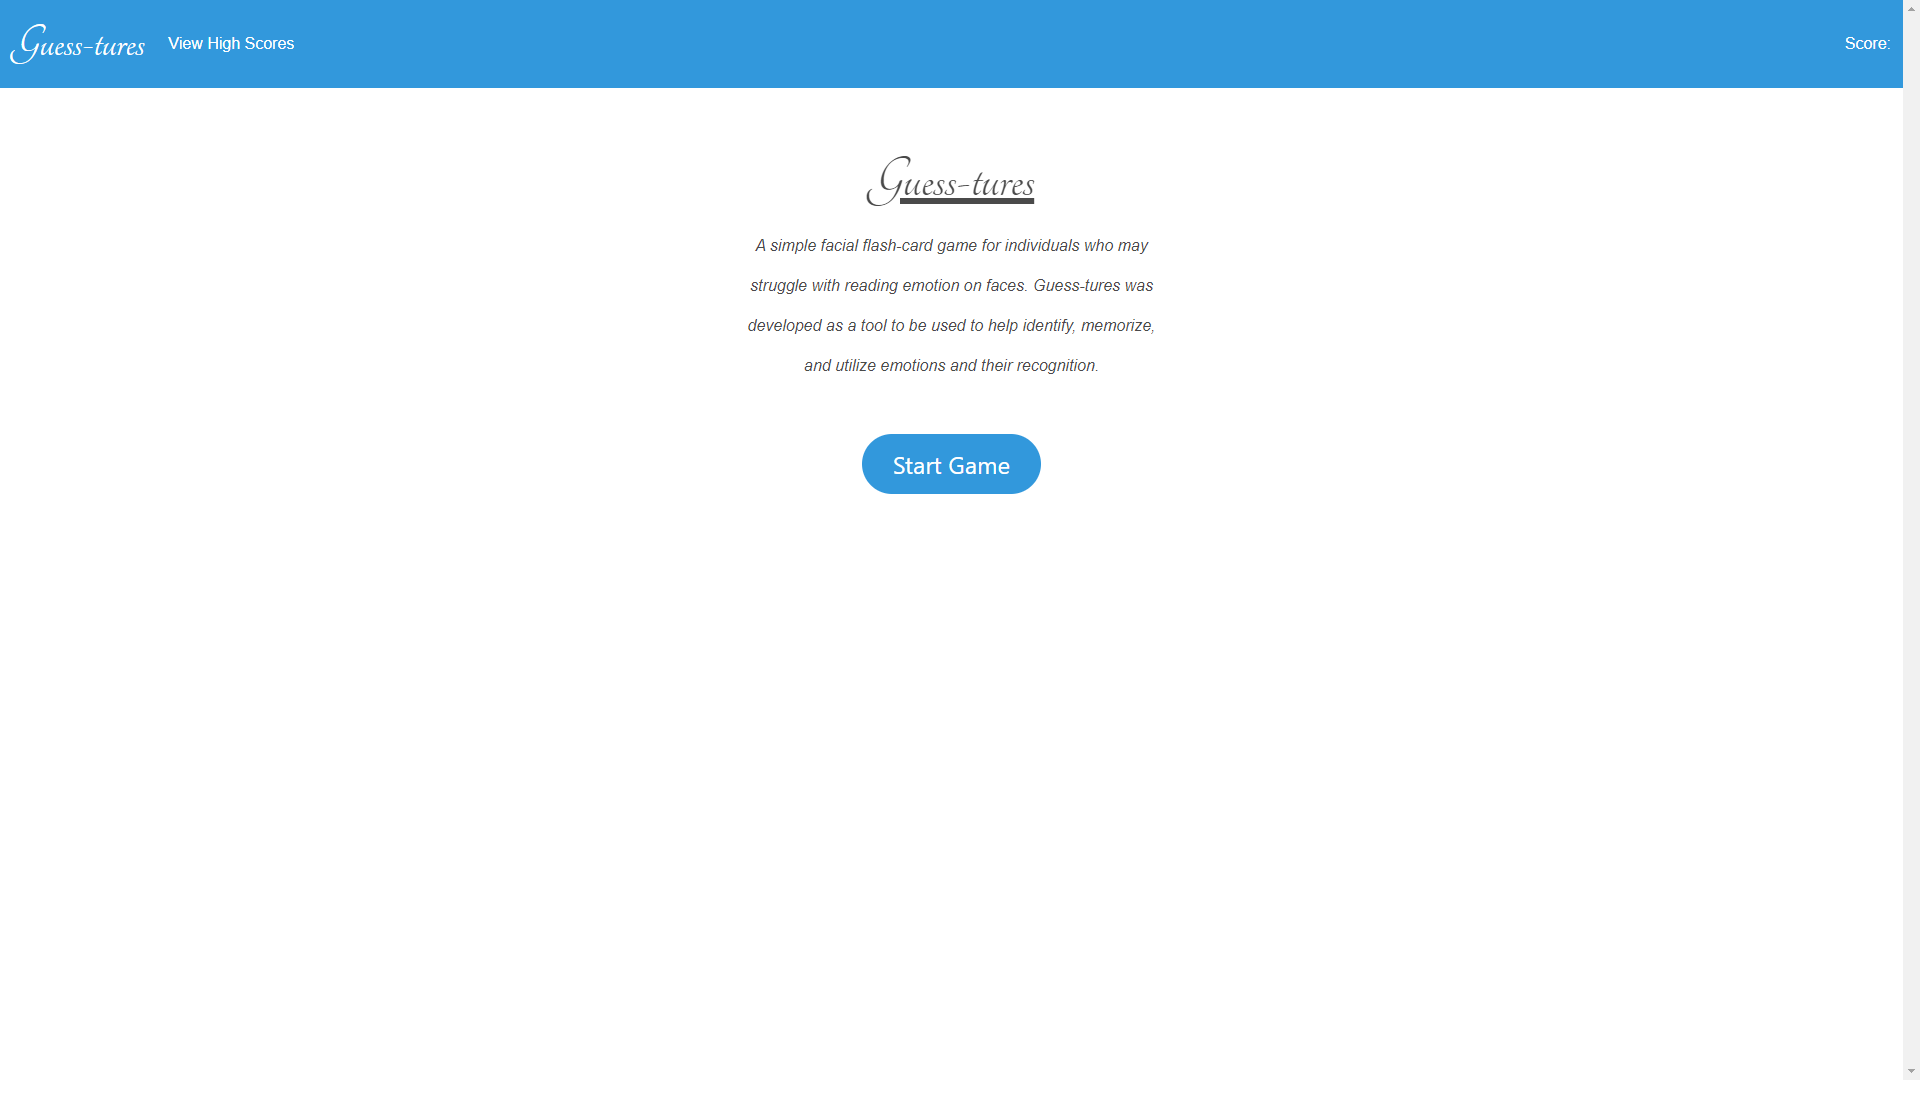 Guess-tures View High Scores Score:
Guess-tures
A simple facial flash-card game for individuals who may
struggle with reading emotion on faces. Guess-tures was
developed as a tool to be used to help identify, memorize,
and utilize emotions and their recognition.
Start Game